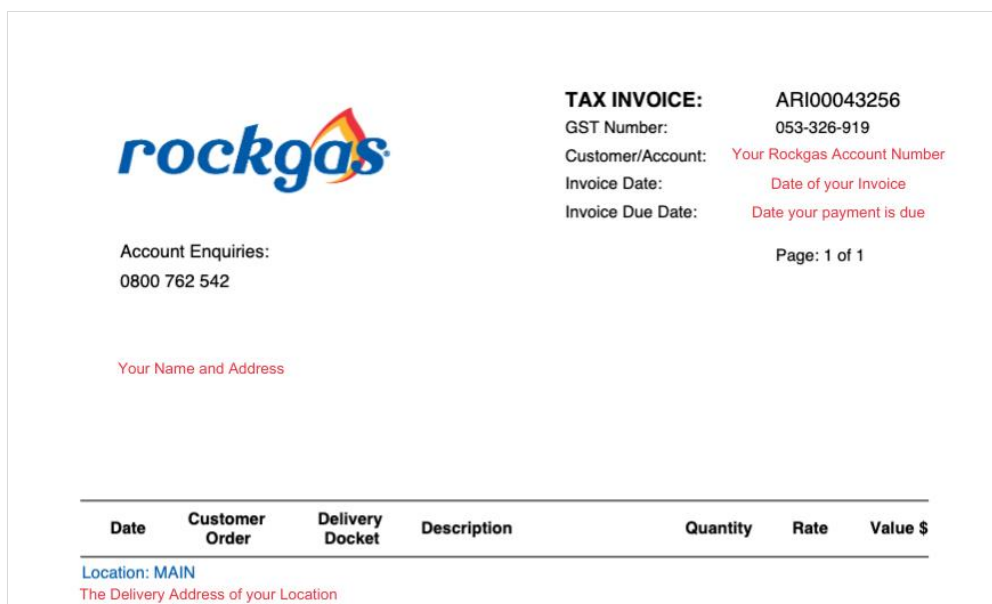 rockgas
TAX INVOICE: ARI00043256
GST Number: 053-326-919
Customer/Account: Your Rockgas Account Number
Invoice Date: Date of your Invoice
Invoice Due Date: Date your payment is due
Page: 1 of 1
Account Enquiries:
0800 762 542
Your Name and Address
Date Customer Order Delivery Docket Description Quantity Rate Value $
Location: MAIN
The Delivery Address of your Location